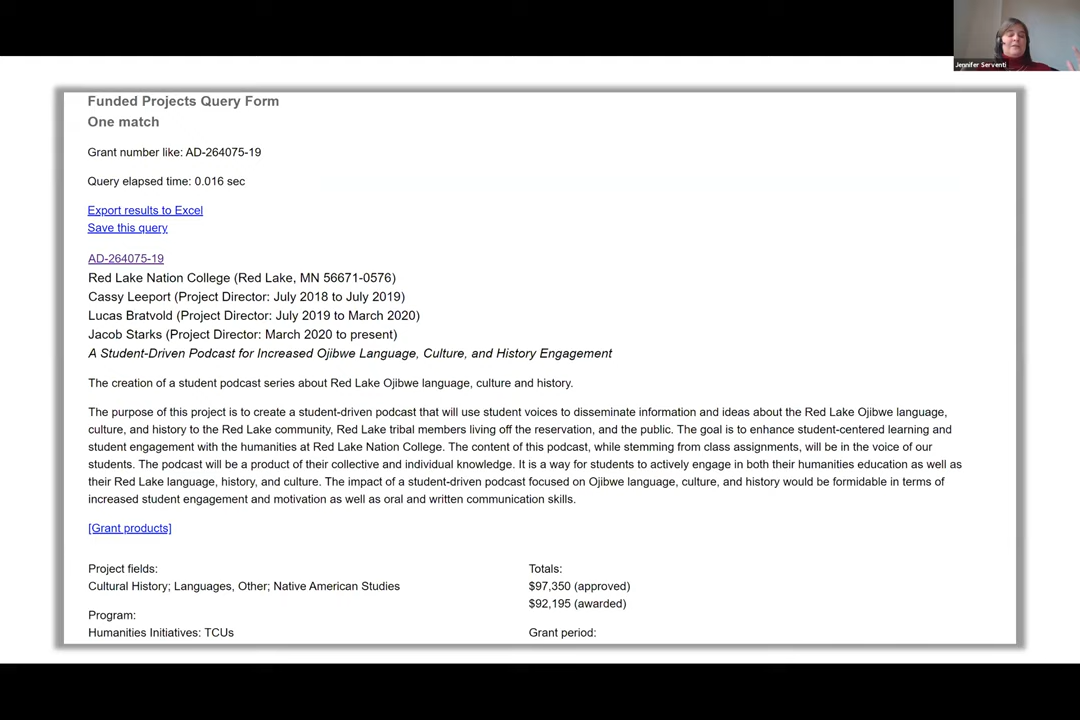 Jennifer Serventi
Funded Projects Query Form
One match
Grant number like: AD-264075-19
Query elapsed time: 0.016 sec
Export results to Excel
Save this query
AD-264075-19
Red Lake Nation College (Red Lake, MN 56671-0576)
Cassy Leeport (Project Director: July 2018 to July 2019)
Lucas Bratvold (Project Director: July 2019 to March 2020)
Jacob Starks (Project Director: March 2020 to present)
A Student-Driven Podcast for Increased Ojibwe Language, Culture, and History Engagement
The creation of a student podcast series about Red Lake Ojibwe language, culture and history.
The purpose of this project is to create a student-driven podcast that will use student voices to disseminate information and ideas about the Red Lake Ojibwe language,
culture, and history to the Red Lake community, Red Lake tribal members living off the reservation, and the public. The goal is to enhance student-centered learning and
student engagement with the humanities at Red Lake Nation College. The content of this podcast, while stemming from class assignments, will be in the voice of our
students. The podcast will be a product of their collective and individual knowledge. It is a way for students to actively engage in both their humanities education as well as
their Red Lake language, history, and culture. The impact of a student-driven podcast focused on Ojibwe language, culture, and history would be formidable in terms of
increased student engagement and motivation as well as oral and written communication skills.
[Grant products]
Project fields:
Cultural History; Languages, Other; Native American Studies
Program:
Humanities Initiatives: TCUs
Totals:
$97,350 (approved)
$92,195 (awarded)
Grant period: